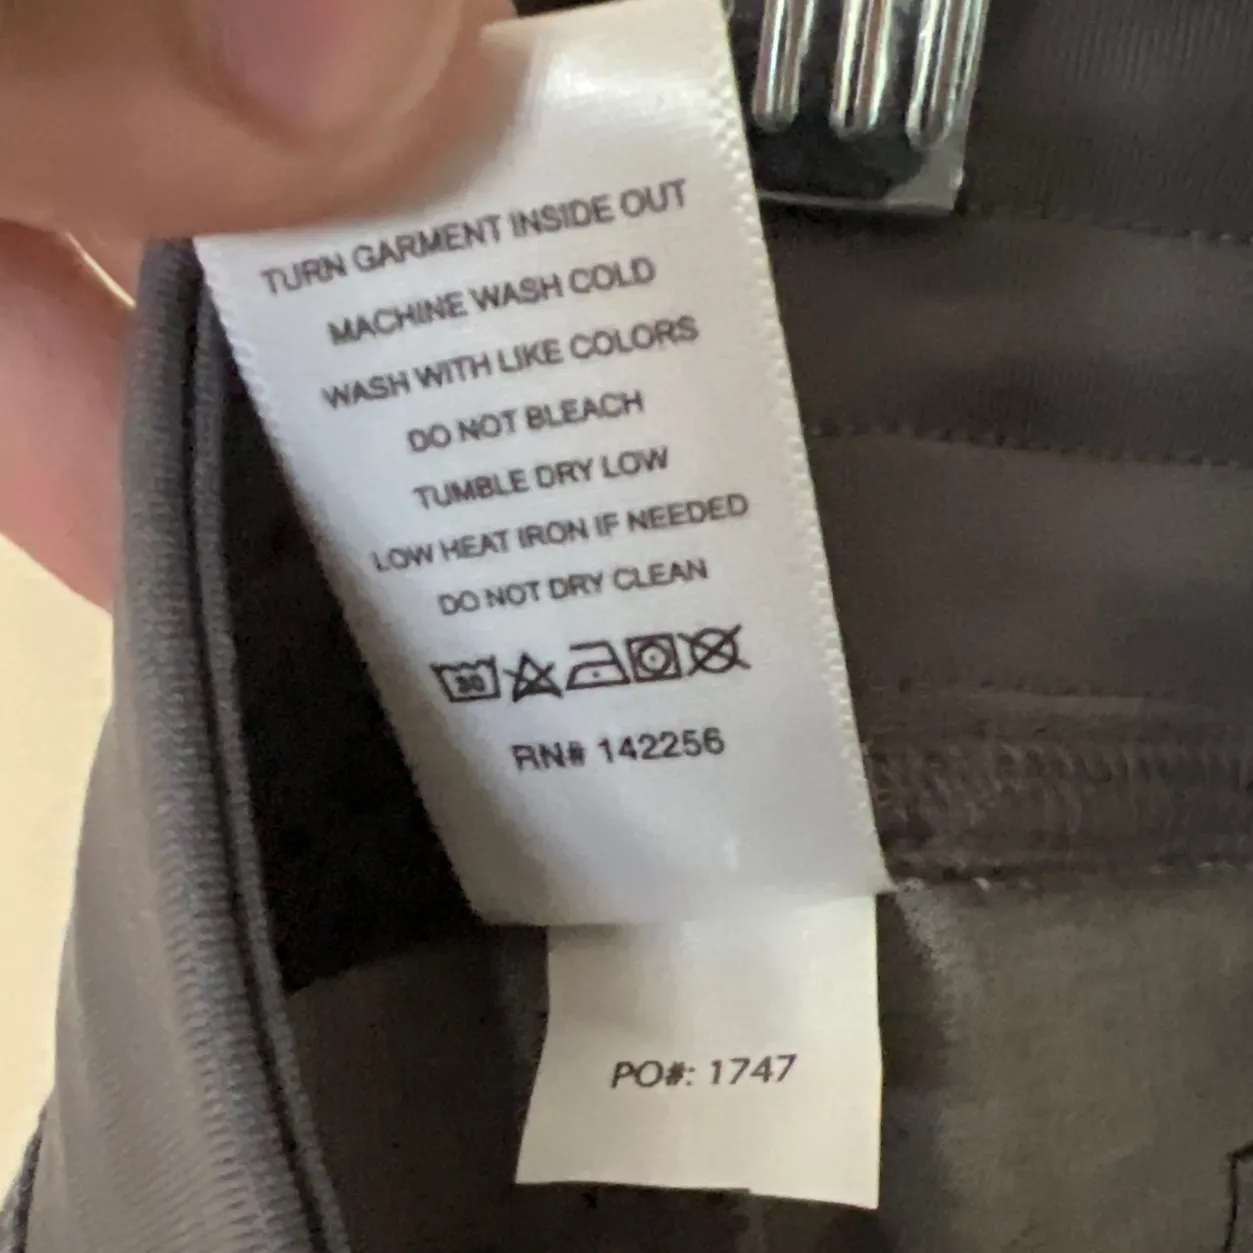 TURN GARMENT INSIDE OUT
MACHINE WASH COLD
WASH WITH LIKE COLORS
DO NOT BLEACH
TUMBLE DRY LOW
LOW HEAT IRON IF NEEDED
DO NOT DRY CLEAN
30
RN# 142256
PO#: 1747